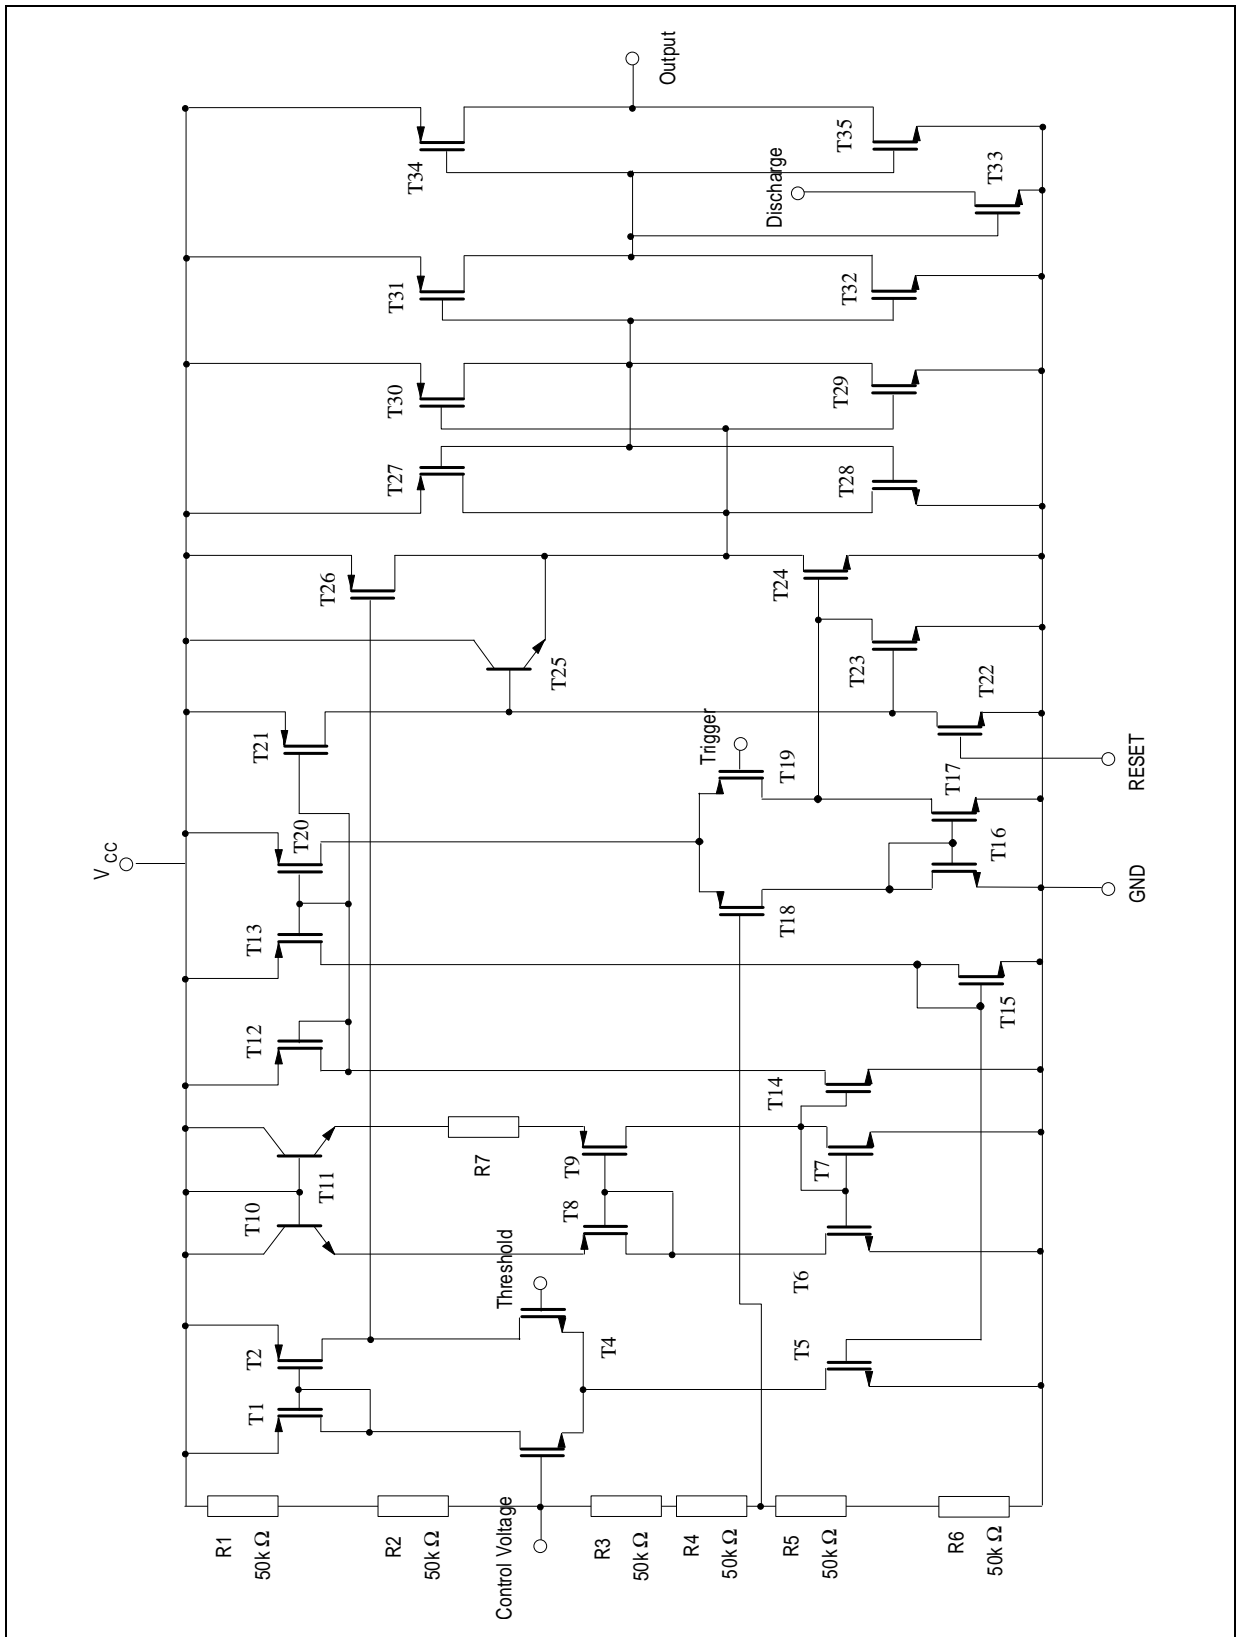 Output
T35
T34
T33
Discharge
T31
T32
T30
T29
T27
T28
T26
T24
T25
T23
T22
T21
Trigger
T19
T17
RESET
V CC
T20
T16
T18
GND
T13
T15
T12
T14
R7
T9
T7
T11
T10
T8
T6
Threshold
T4
T2
T5
T1
Control Voltage
R1
50k Ω
R2
50k Ω
R3
50k Ω
R4
50k Ω
R5
50k Ω
R6
50k Ω